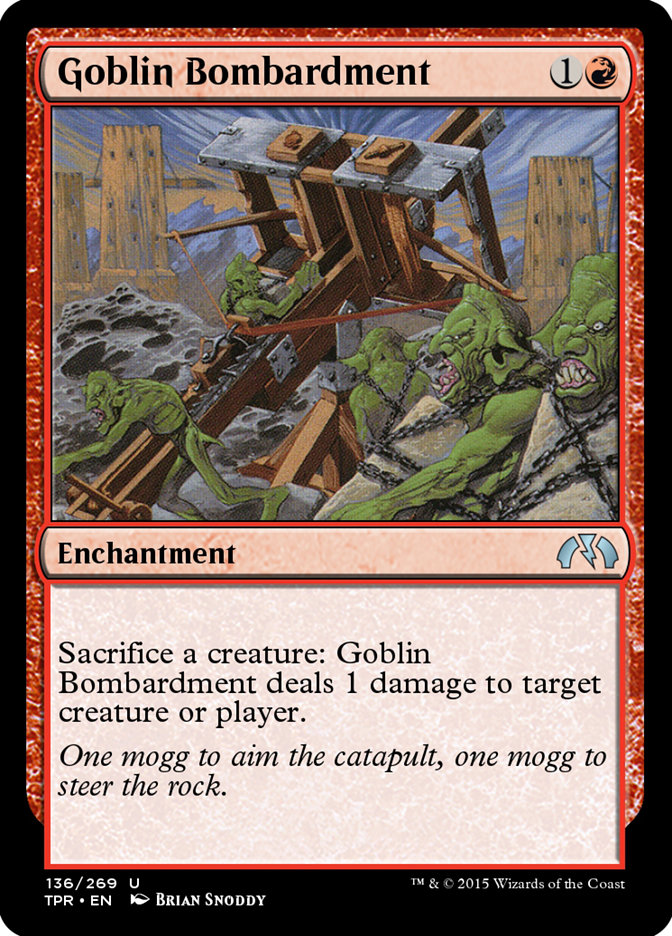 Goblin Bombardment 1
Enchantment
Sacrifice a creature: Goblin
Bombardment deals 1 damage to target
creature or player.
One mogg to aim the catapult, one mogg to
steer the rock.
136/269 U
TPR • EN Brian Snoddy
™ & © 2015 Wizards of the Coast